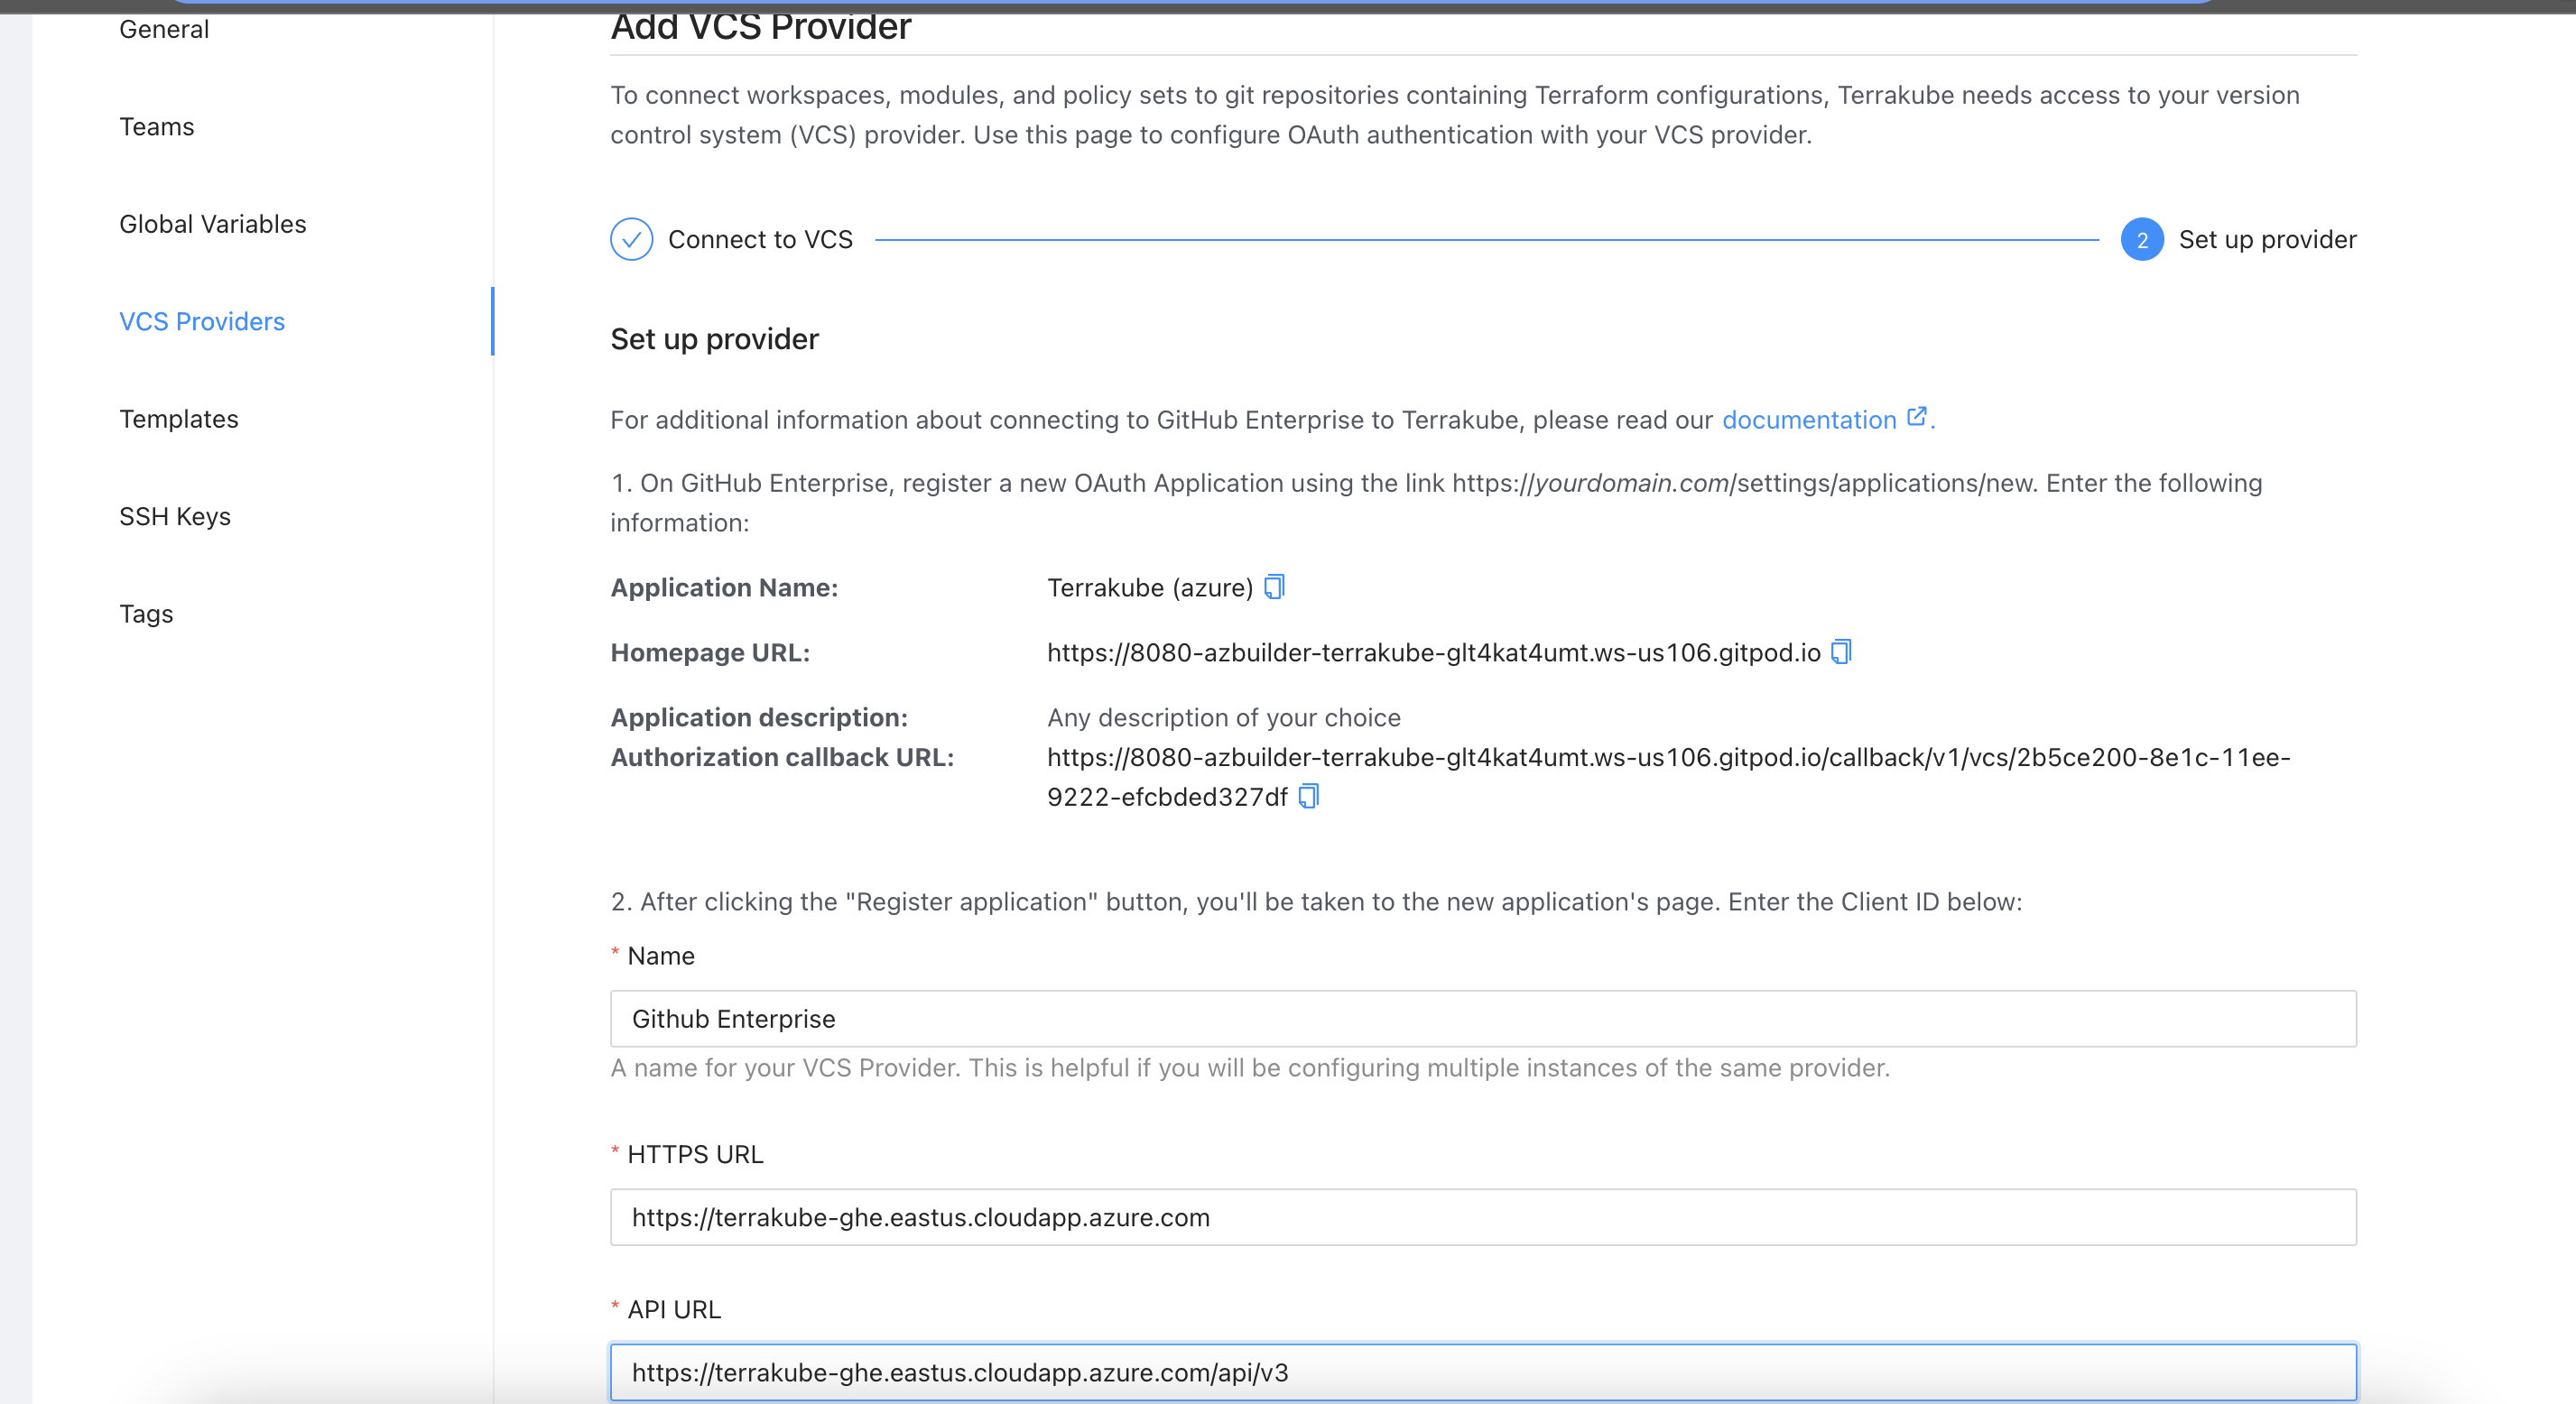 General
Teams
Global Variables
VCS Providers
Templates
SSH Keys
Tags
Add VCS Provider
To connect workspaces, modules, and policy sets to git repositories containing Terraform configurations, Terrakube needs access to your version
control system (VCS) provider. Use this page to configure OAuth authentication with your VCS provider.
Connect to VCS
2 Set up provider
Set up provider
For additional information about connecting to GitHub Enterprise to Terrakube, please read our documentation .
1. On GitHub Enterprise, register a new OAuth Application using the link https://yourdomain.com/settings/applications/new. Enter the following
information:
Application Name: Terrakube (azure)
Homepage URL: https://8080-azbuilder-terrakube-glt4kat4umt.ws-us106.gitpod.io
Application description: Any description of your choice
Authorization callback URL: https://8080-azbuilder-terrakube-glt4kat4umt.ws-us106.gitpod.io/callback/v1/vcs/2b5ce200-8e1c-11ee-
9222-efcbded327df
2. After clicking the "Register application" button, you'll be taken to the new application's page. Enter the Client ID below:
* Name
Github Enterprise
A name for your VCS Provider. This is helpful if you will be configuring multiple instances of the same provider.
* HTTPS URL
https://terrakube-ghe.eastus.cloudapp.azure.com
* API URL
https://terrakube-ghe.eastus.cloudapp.azure.com/api/v3